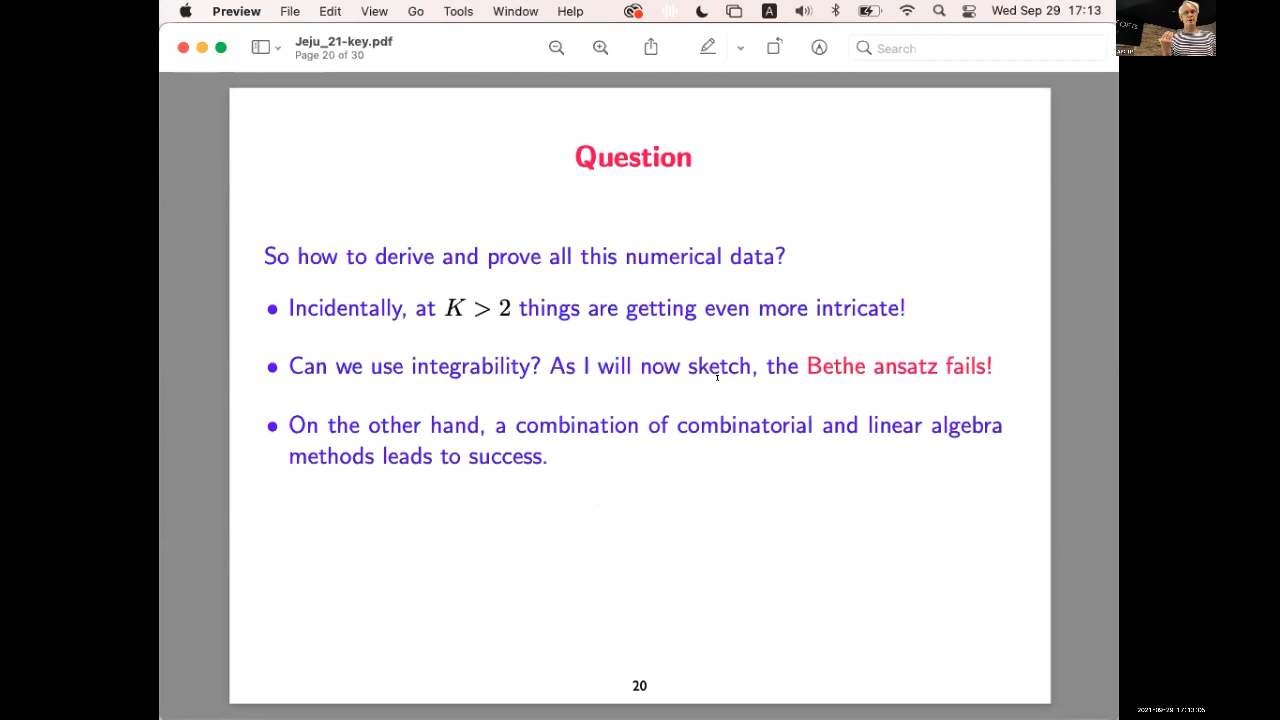 Preview File Edit View Go Tools Window Help A Wed Sep 29 17:13
Jeju_21-key.pdf
Page 20 of 30
Search
Question
So how to derive and prove all this numerical data?
• Incidentally, at K > 2 things are getting even more intricate!
• Can we use integrability? As I will now sketch, the Bethe ansatz fails!
• On the other hand, a combination of combinatorial and linear algebra
methods leads to success.
20